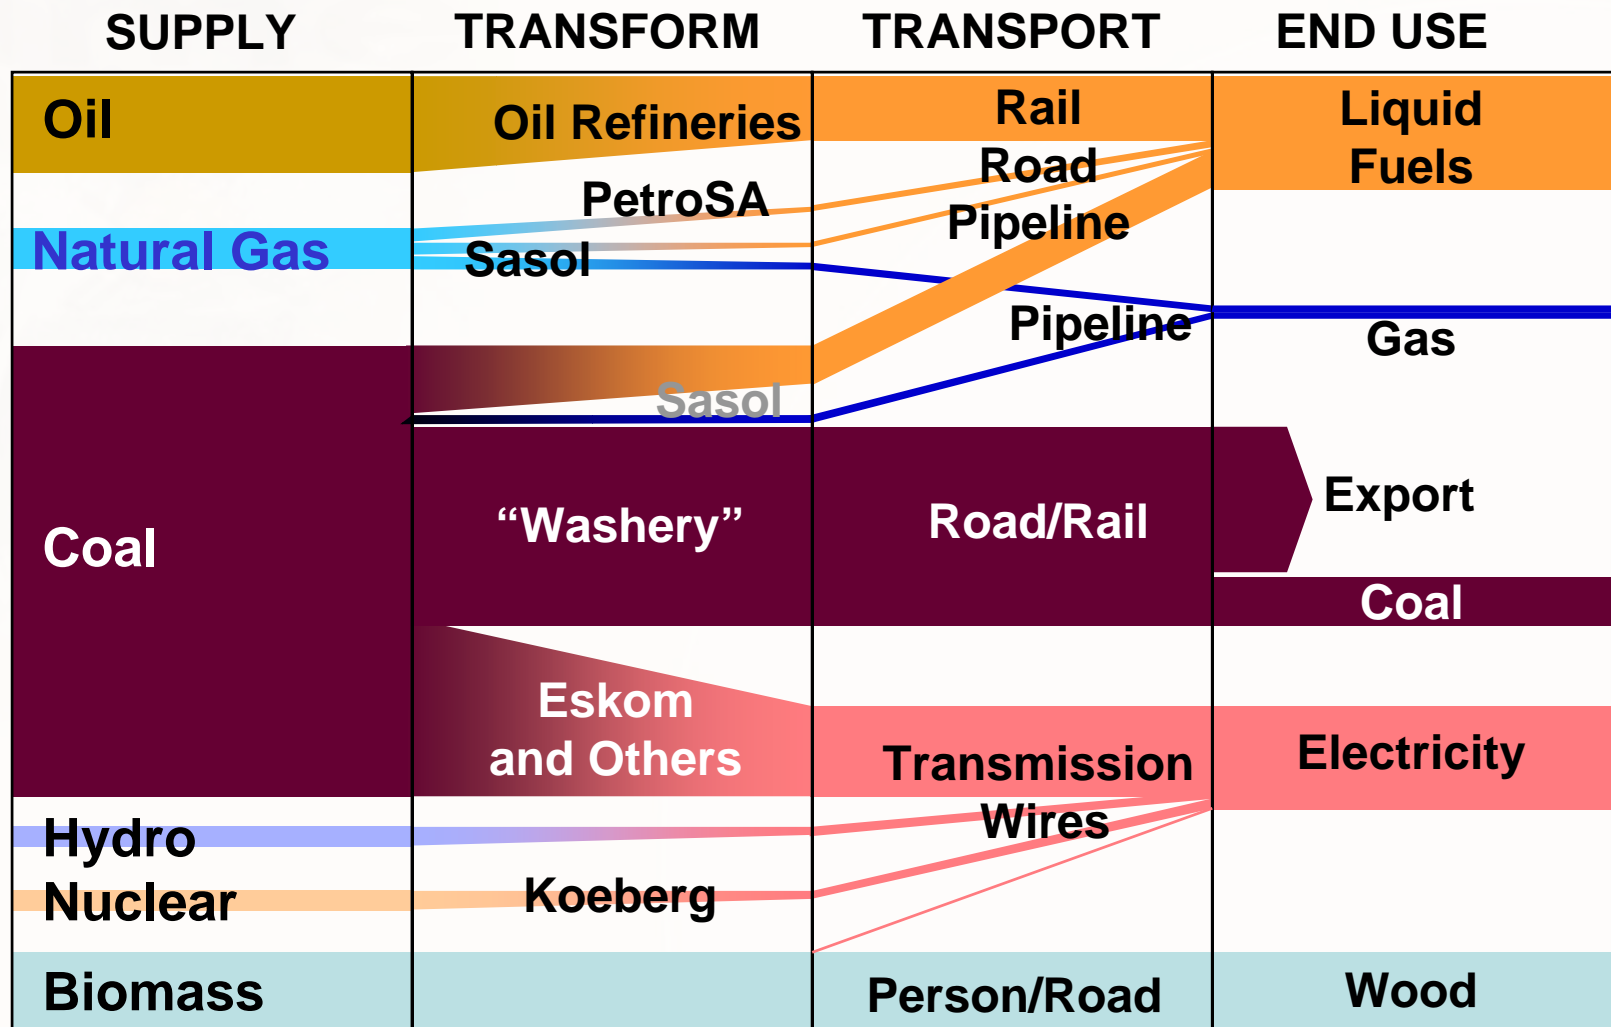 SUPPLY
TRANSFORM
TRANSPORT
END USE
Oil
Oil Refineries
Rail
Liquid
Fuels
Road
PetroSA
Pipeline
Natural Gas
Sasol
Pipeline
Gas
Sasol
Coal
“Washery”
Road/Rail
Export
Coal
Eskom
and Others
Transmission
Wires
Electricity
Hydro
Nuclear
Koeberg
Biomass
Person/Road
Wood